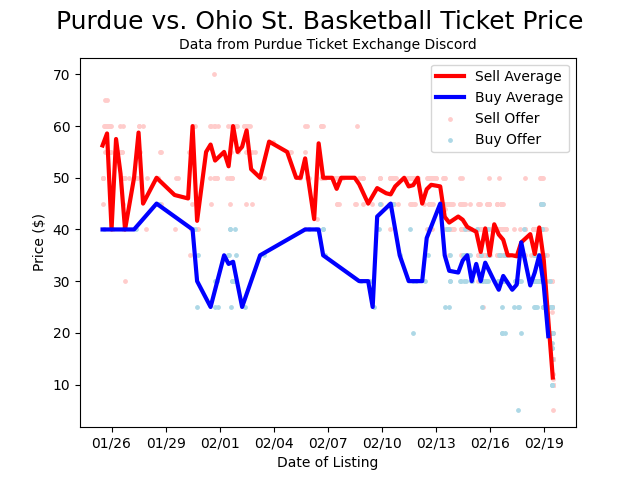 Purdue vs. Ohio St. Basketball Ticket Price
Data from Purdue Ticket Exchange Discord
Sell Average
Buy Average
Sell Offer
Buy Offer
Price ($)
70
60
50
40
30
20
10
01/26 01/29 02/01 02/04 02/07 02/10 02/13 02/16 02/19
Date of Listing